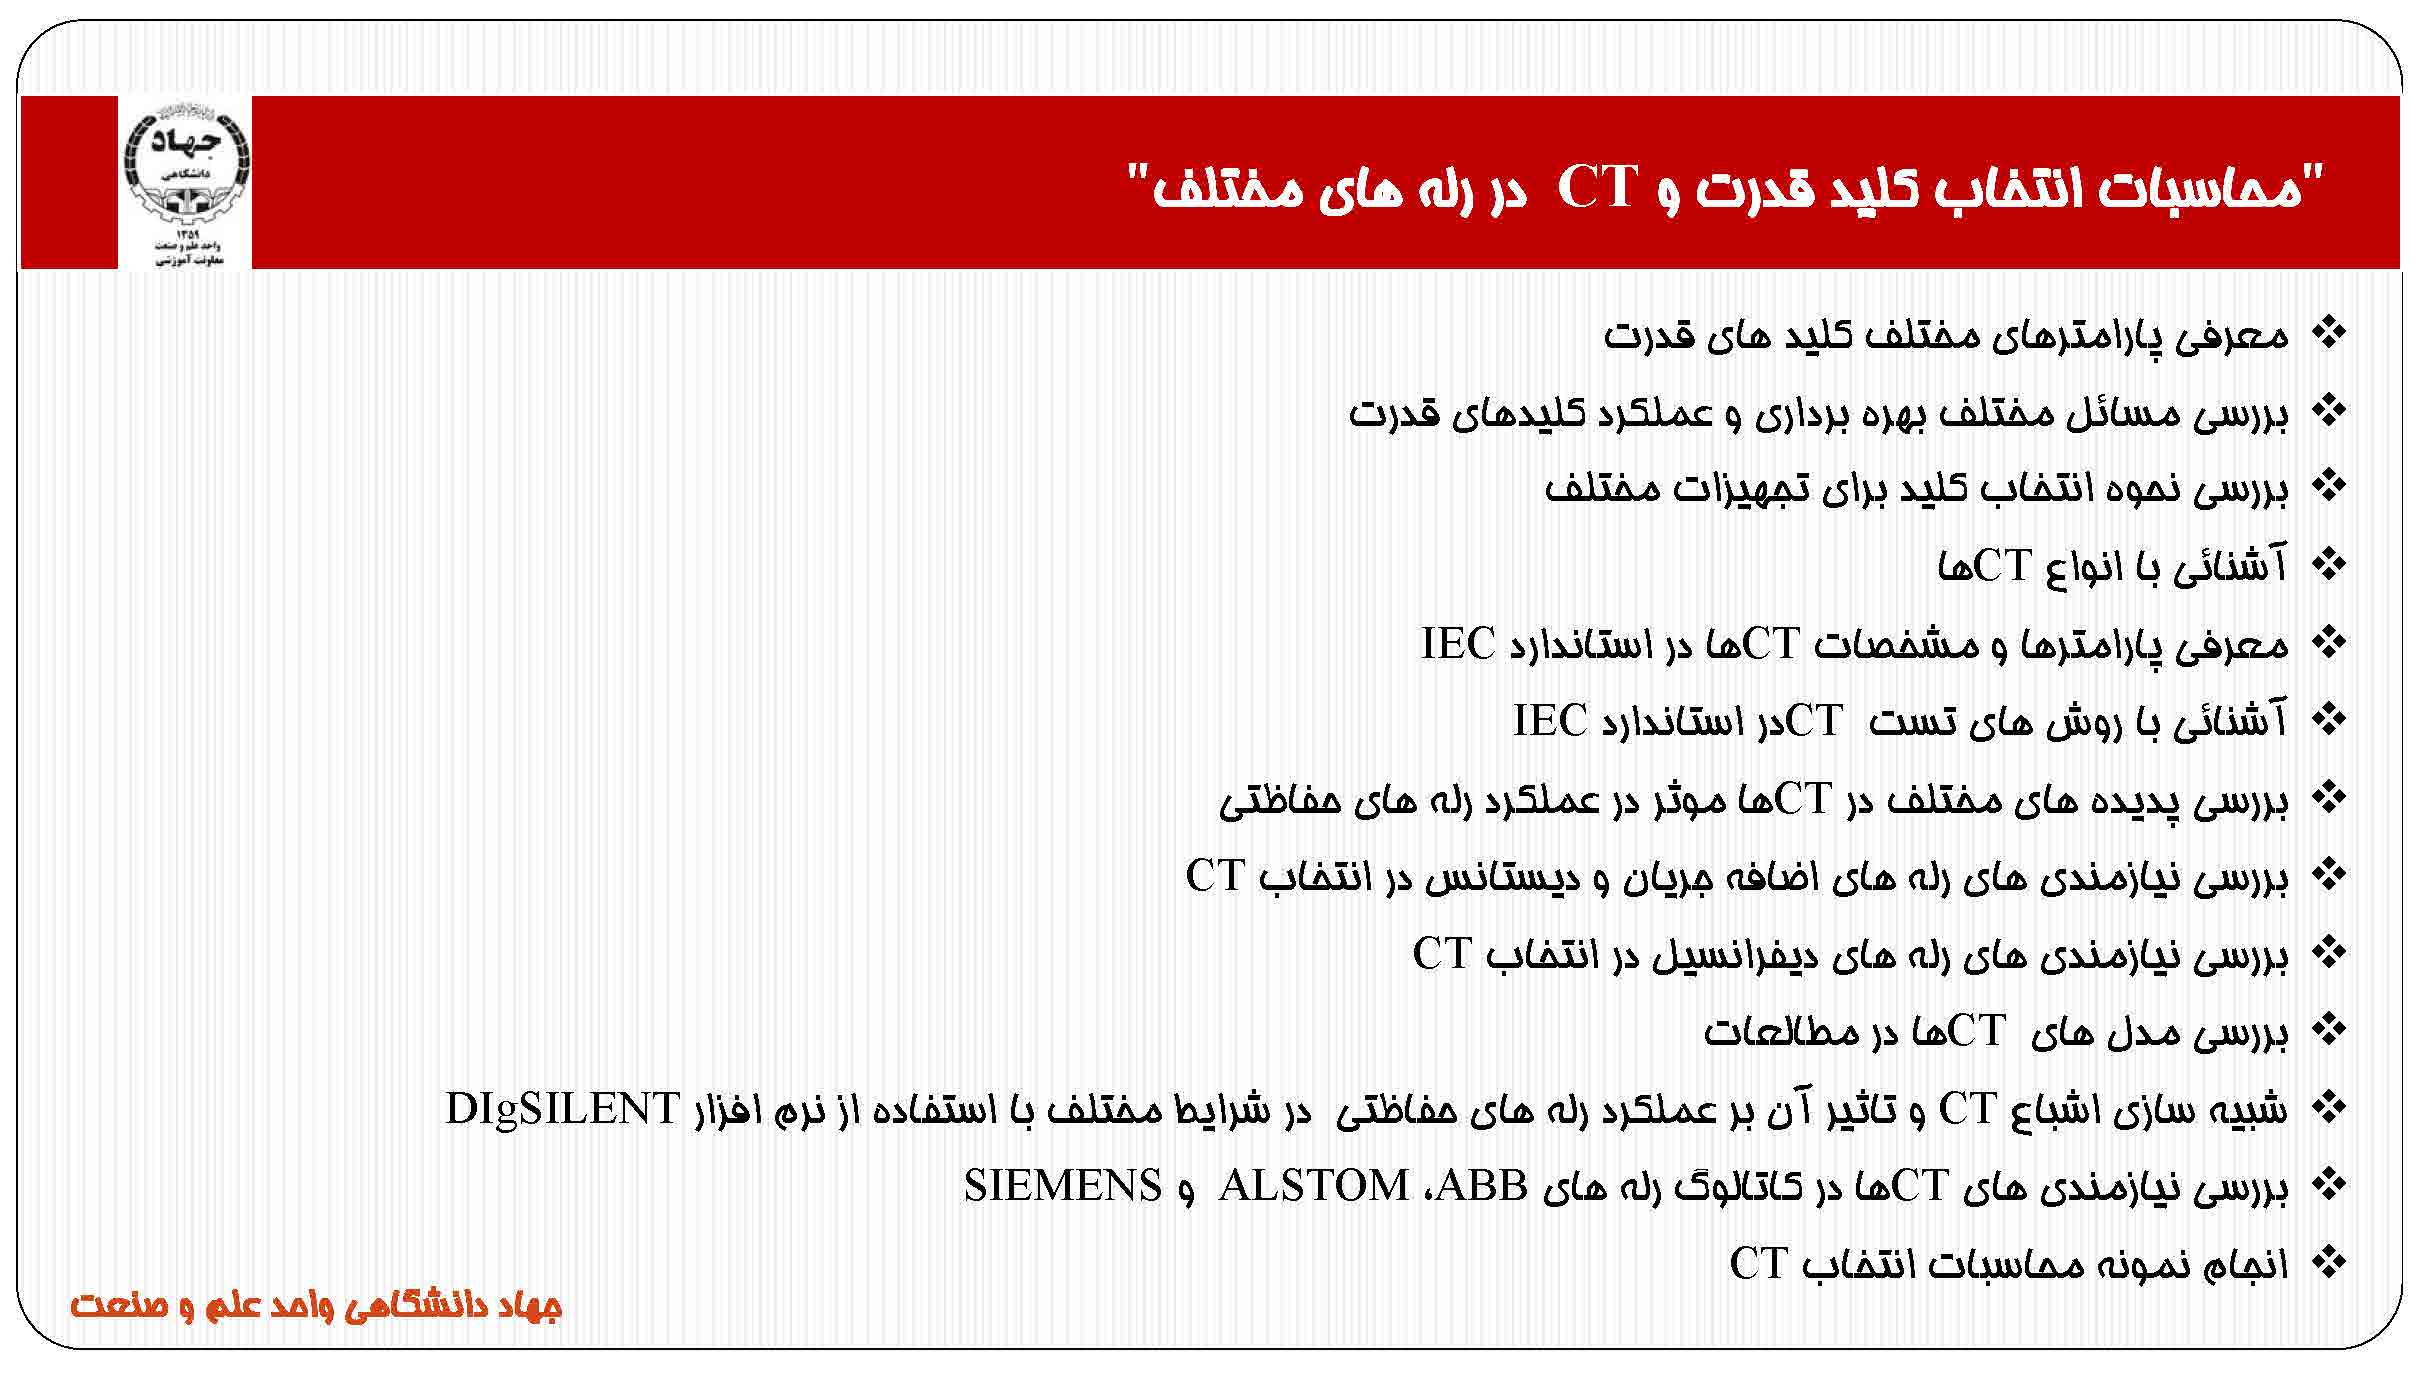 جهاد
دانشگاهی
۱۳۵۹
واحد علم و صنعت
معاونت آموزشی
"محاسبات انتخاب کلید قدرت و CT در رله های مختلف"
❖ معرفی پارامترهای مختلف کلید های قدرت
❖ بررسی مسائل مختلف بهره برداری و عملکرد کلیدهای قدرت
❖ بررسی نحوه انتخاب کلید برای تجهیزات مختلف
❖ آشنائی با انواع CTها
❖ معرفی پارامترها و مشخصات CTها در استاندارد IEC
❖ آشنائی با روش های تست CTدر استاندارد IEC
❖ بررسی پدیده های مختلف در CTها موثر در عملکرد رله های حفاظتی
❖ بررسی نیازمندی های رله های اضافه جریان و دیستانس در انتخاب CT
❖ بررسی نیازمندی های رله های دیفرانسیل در انتخاب CT
❖ بررسی مدل های CTها در مطالعات
❖ شبیه سازی اشباع CT و تاثیر آن بر عملکرد رله های حفاظتی در شرایط مختلف با استفاده از نرم افزار DIgSILENT
❖ بررسی نیازمندی های CTها در کاتالوگ رله های ABB، ALSTOM و SIEMENS
❖ انجام نمونه محاسبات انتخاب CT
جهاد دانشگاهی واحد علم و صنعت